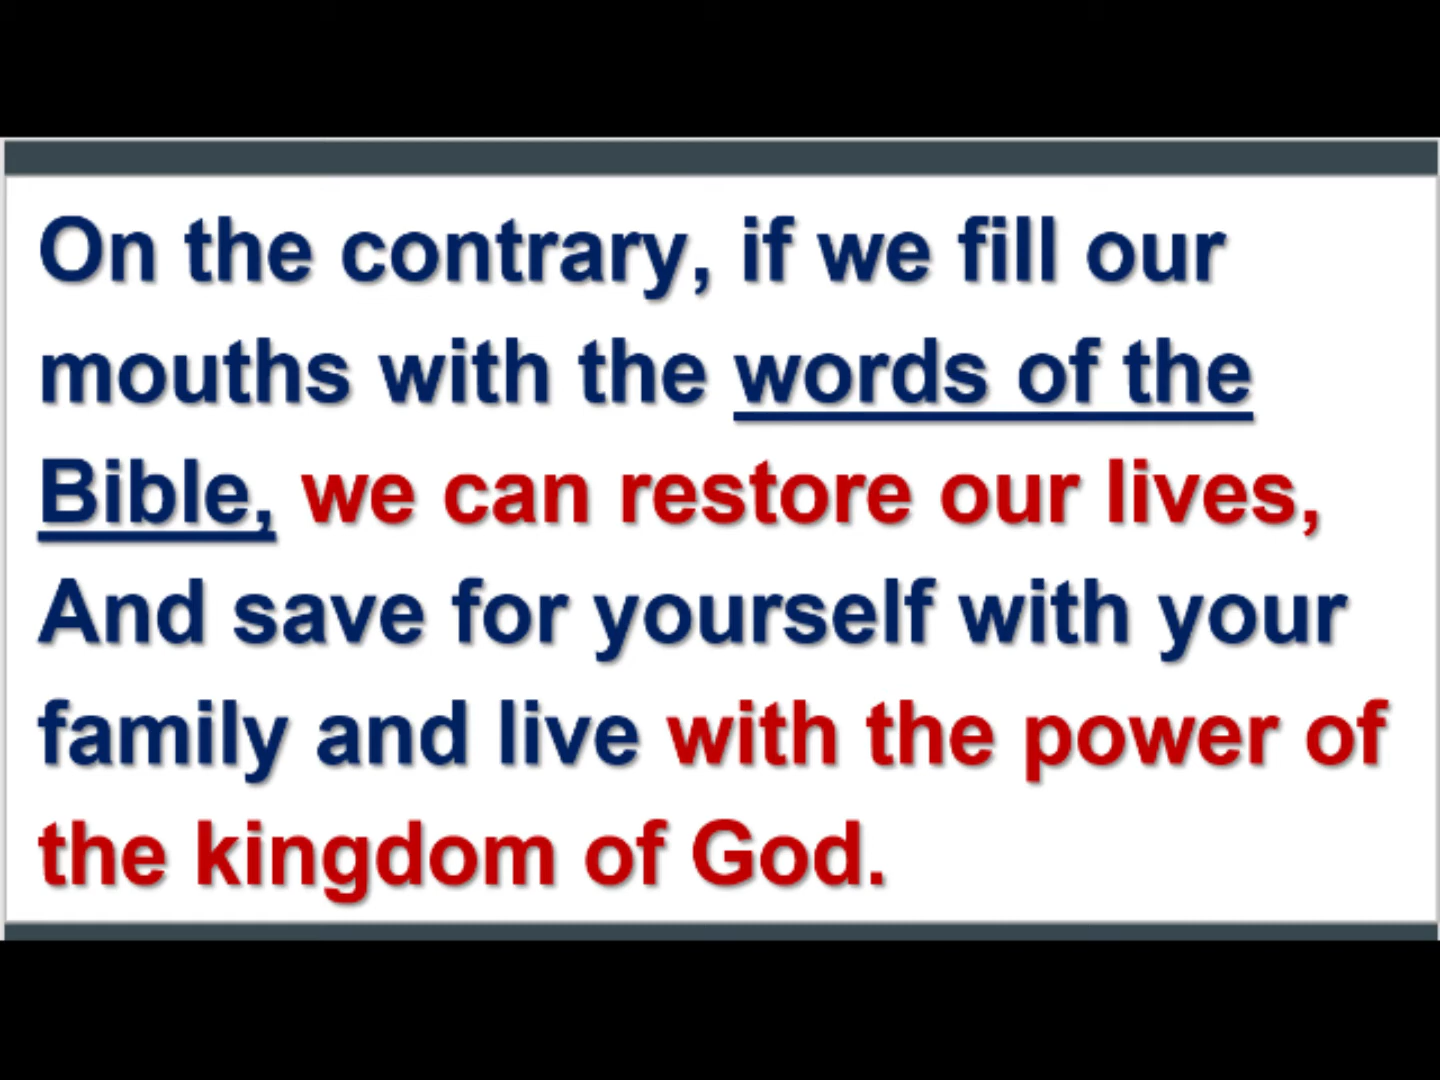 On the contrary, if we fill our
mouths with the words of the
Bible, we can restore our lives,
And save for yourself with your
family and live with the power of
the kingdom of God.